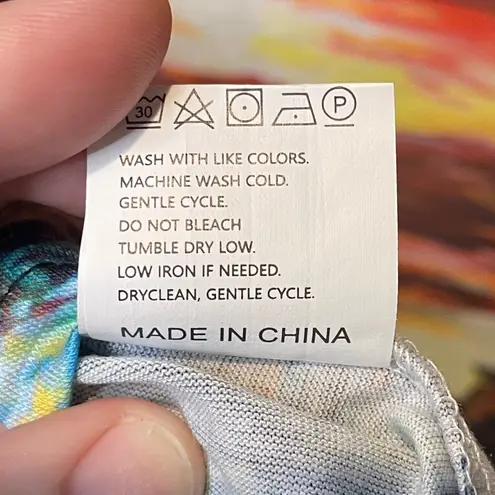 30 P
WASH WITH LIKE COLORS.
MACHINE WASH COLD.
GENTLE CYCLE.
DO NOT BLEACH
TUMBLE DRY LOW.
LOW IRON IF NEEDED.
DRYCLEAN, GENTLE CYCLE.
MADE IN CHINA